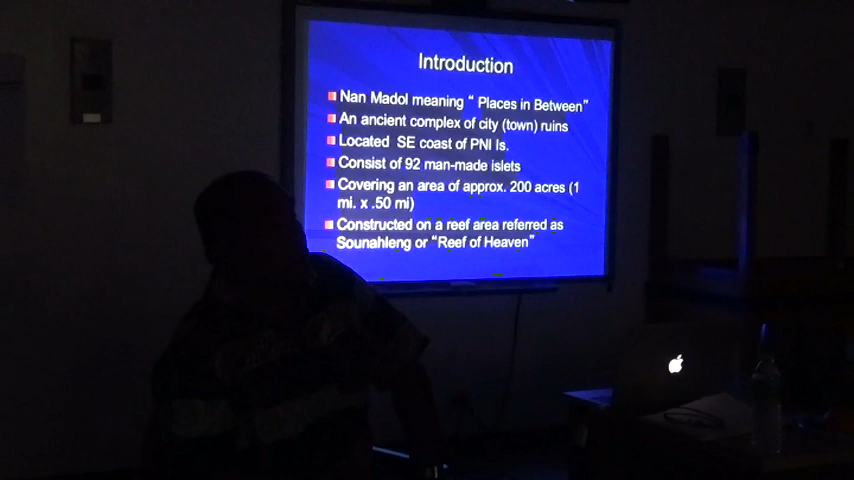 Introduction
Nan Madol meaning “ Places in Between”
An ancient complex of city (town) ruins
Located SE coast of PNI Is.
Consist of 92 man-made islets
Covering an area of approx. 200 acres (1
mi. x .50 mi)
Constructed on a reef area referred as
Sounahleng or “Reef of Heaven”